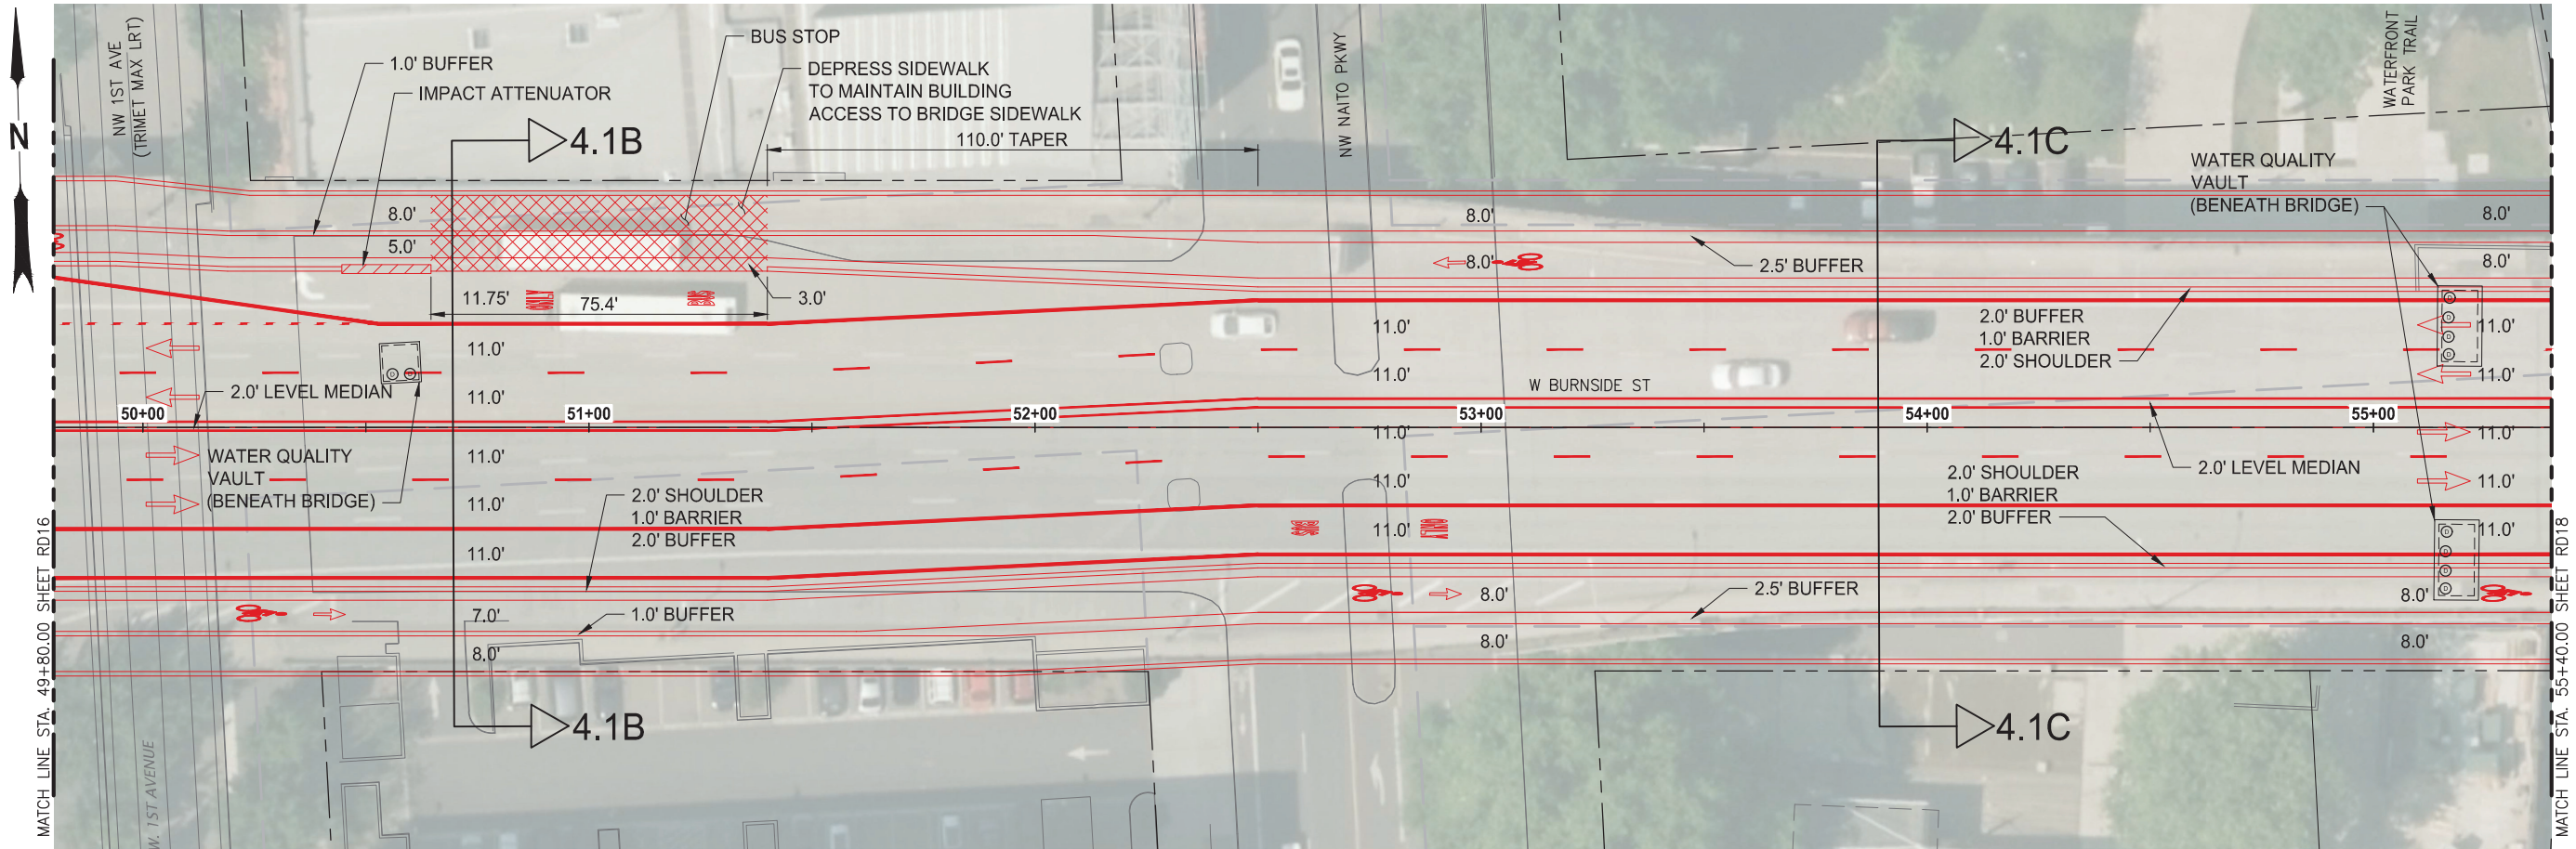 N
NW 1ST AVE
(TRIMET MAX LRT)
1.0' BUFFER
IMPACT ATTENUATOR
BUS STOP
DEPRESS SIDEWALK
TO MAINTAIN BUILDING
ACCESS TO BRIDGE SIDEWALK
110.0' TAPER
4.1B
NW NAITO PKWY
4.1C
WATERFRONT
PARK TRAIL
WATER QUALITY
VAULT
(BENEATH BRIDGE)
8.0'
5.0'
8.0'
8.0'
8.0'
2.5' BUFFER
8.0'
11.75'
ONLY
75.4'
BUS
3.0'
11.0'
11.0'
11.0'
11.0'
2.0' BUFFER
1.0' BARRIER
2.0' SHOULDER
11.0'
11.0'
2.0' LEVEL MEDIAN
W BURNSIDE ST
50+00
51+00
52+00
53+00
54+00
55+00
WATER QUALITY
VAULT
(BENEATH BRIDGE)
11.0'
11.0'
11.0'
11.0'
11.0'
11.0'
2.0' LEVEL MEDIAN
2.0' SHOULDER
1.0' BARRIER
2.0' BUFFER
2.0' SHOULDER
1.0' BARRIER
2.0' BUFFER
11.0'
BUS
11.0'
ONLY
11.0'
7.0'
1.0' BUFFER
8.0'
2.5' BUFFER
8.0'
8.0'
8.0'
8.0'
4.1B
4.1C
MATCH LINE STA. 49+80.00 SHEET RD16
W. 1ST AVENUE
MATCH LINE STA. 55+40.00 SHEET RD18